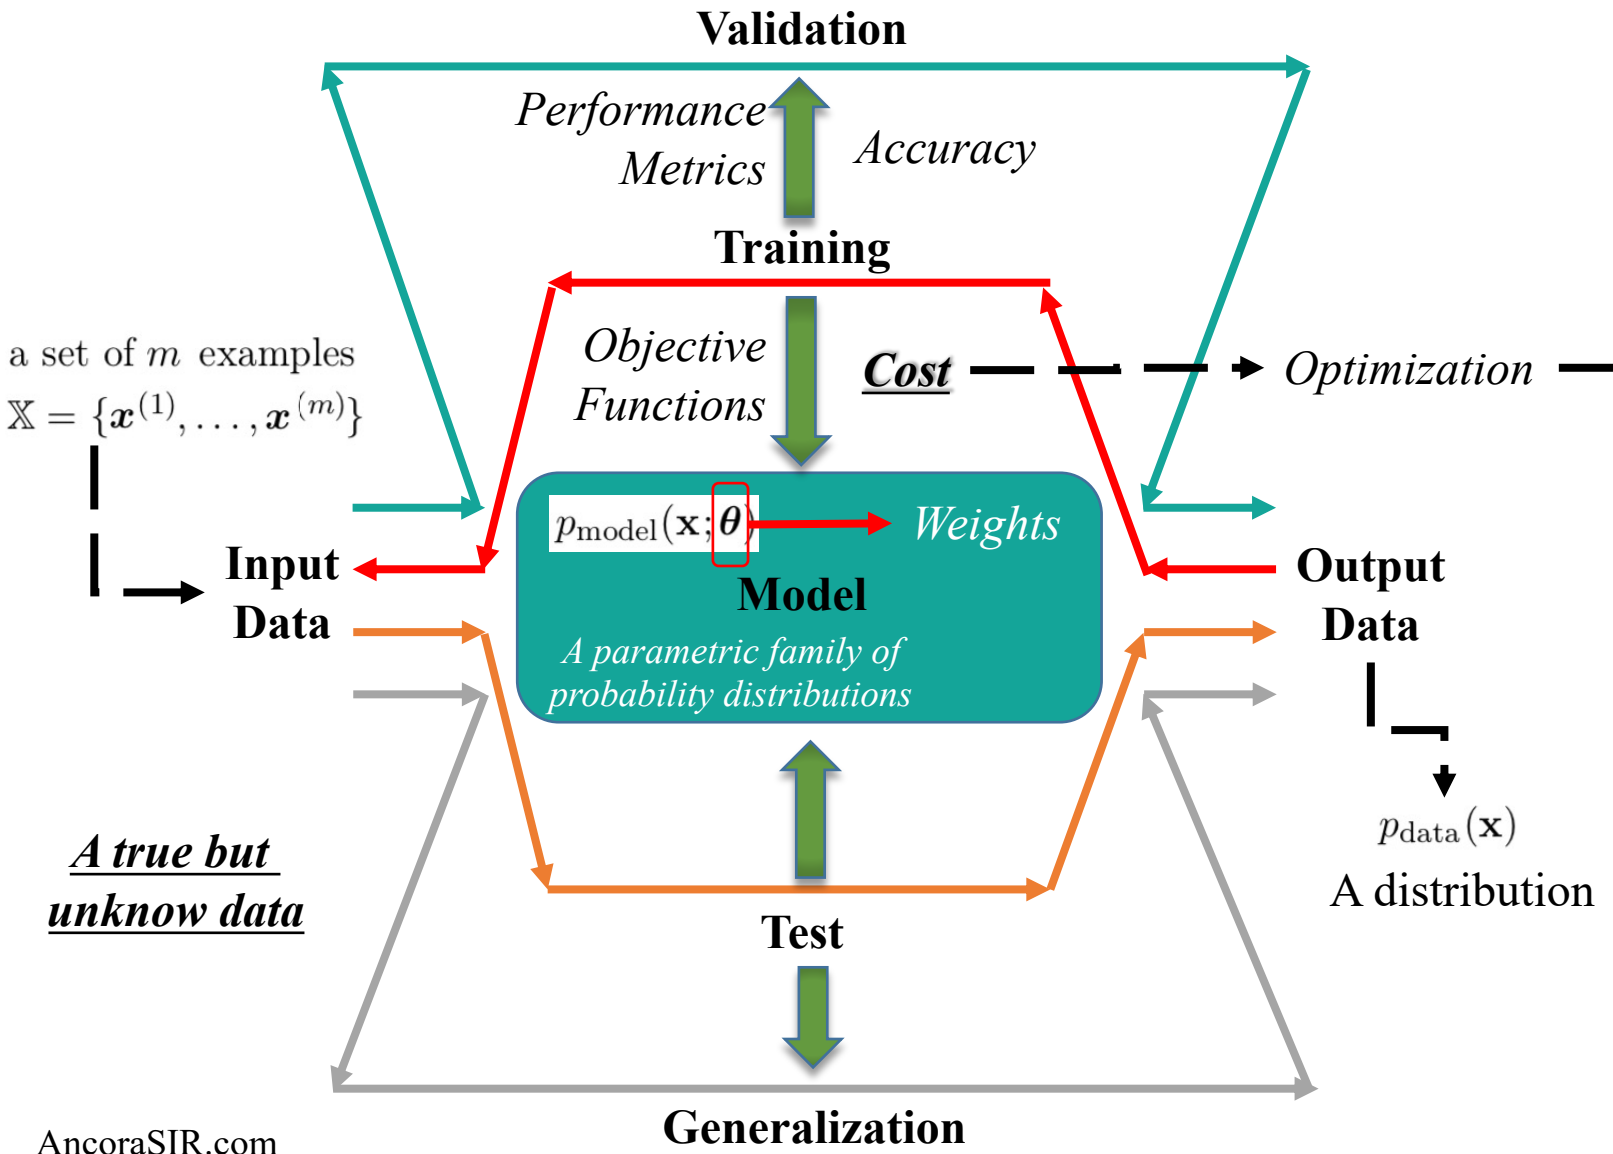 Validation
Performance
Metrics
Accuracy
Training
a set of m examples
𝕏 = {x^(1), . . . , x^(m)}
Objective
Functions
Cost
Optimization
p_model(x; θ)
Weights
Input
Data
Model
A parametric family of
probability distributions
Output
Data
p_data(x)
A distribution
A true but
unknow data
Test
Generalization
AncoraSIR.com